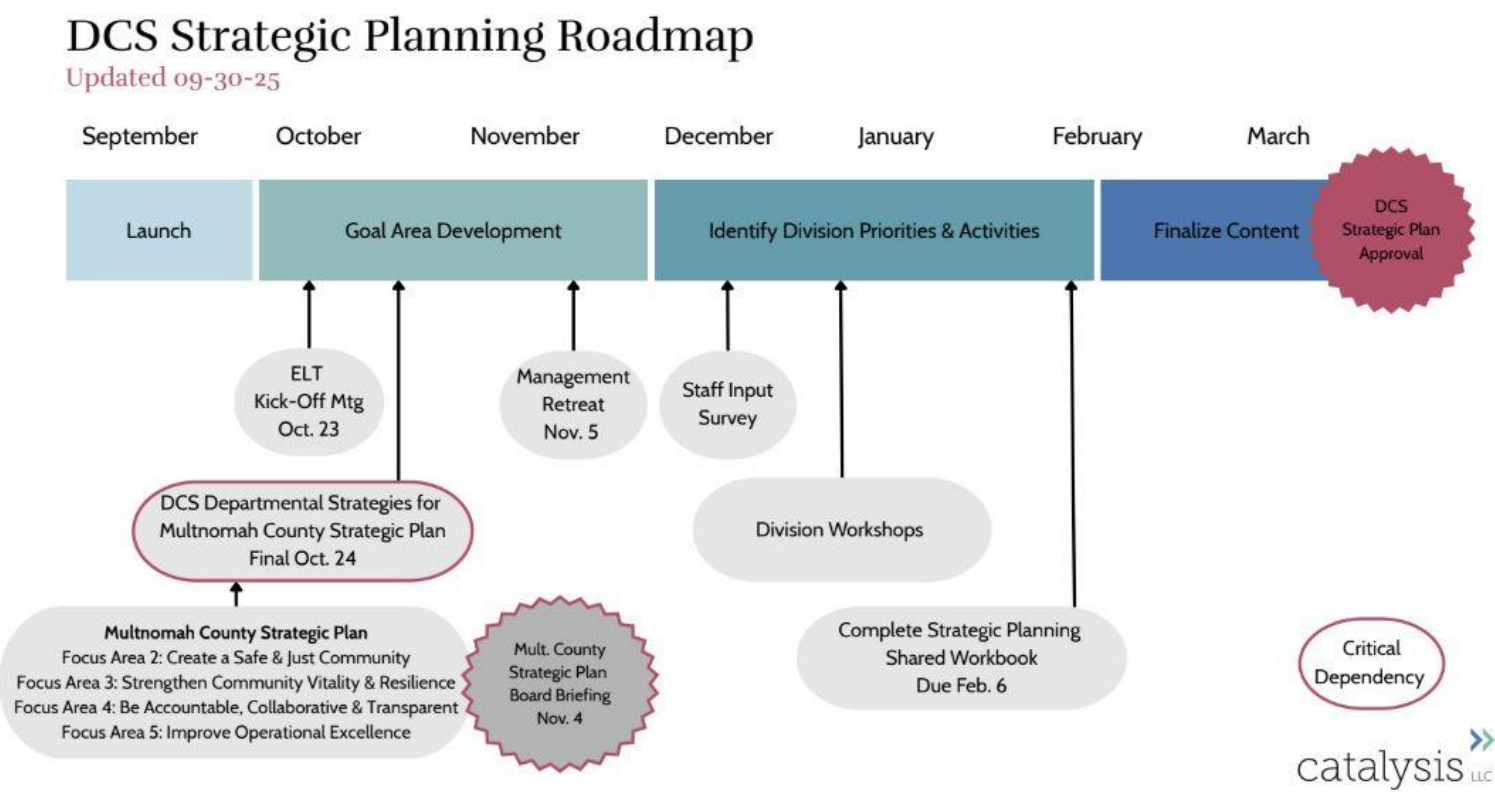 DCS Strategic Planning Roadmap
Updated 09-30-25
September October November December January February March
Launch
Goal Area Development
Identify Division Priorities & Activities
Finalize Content
DCS
Strategic Plan
Approval
ELT
Kick-Off Mtg
Oct. 23
Management
Retreat
Nov. 5
Staff Input
Survey
DCS Departmental Strategies for
Multnomah County Strategic Plan
Final Oct. 24
Division Workshops
Multnomah County Strategic Plan
Focus Area 2: Create a Safe & Just Community
Focus Area 3: Strengthen Community Vitality & Resilience
Focus Area 4: Be Accountable, Collaborative & Transparent
Focus Area 5: Improve Operational Excellence
Mult. County
Strategic Plan
Board Briefing
Nov. 4
Complete Strategic Planning
Shared Workbook
Due Feb. 6
Critical
Dependency
catalysis LLC